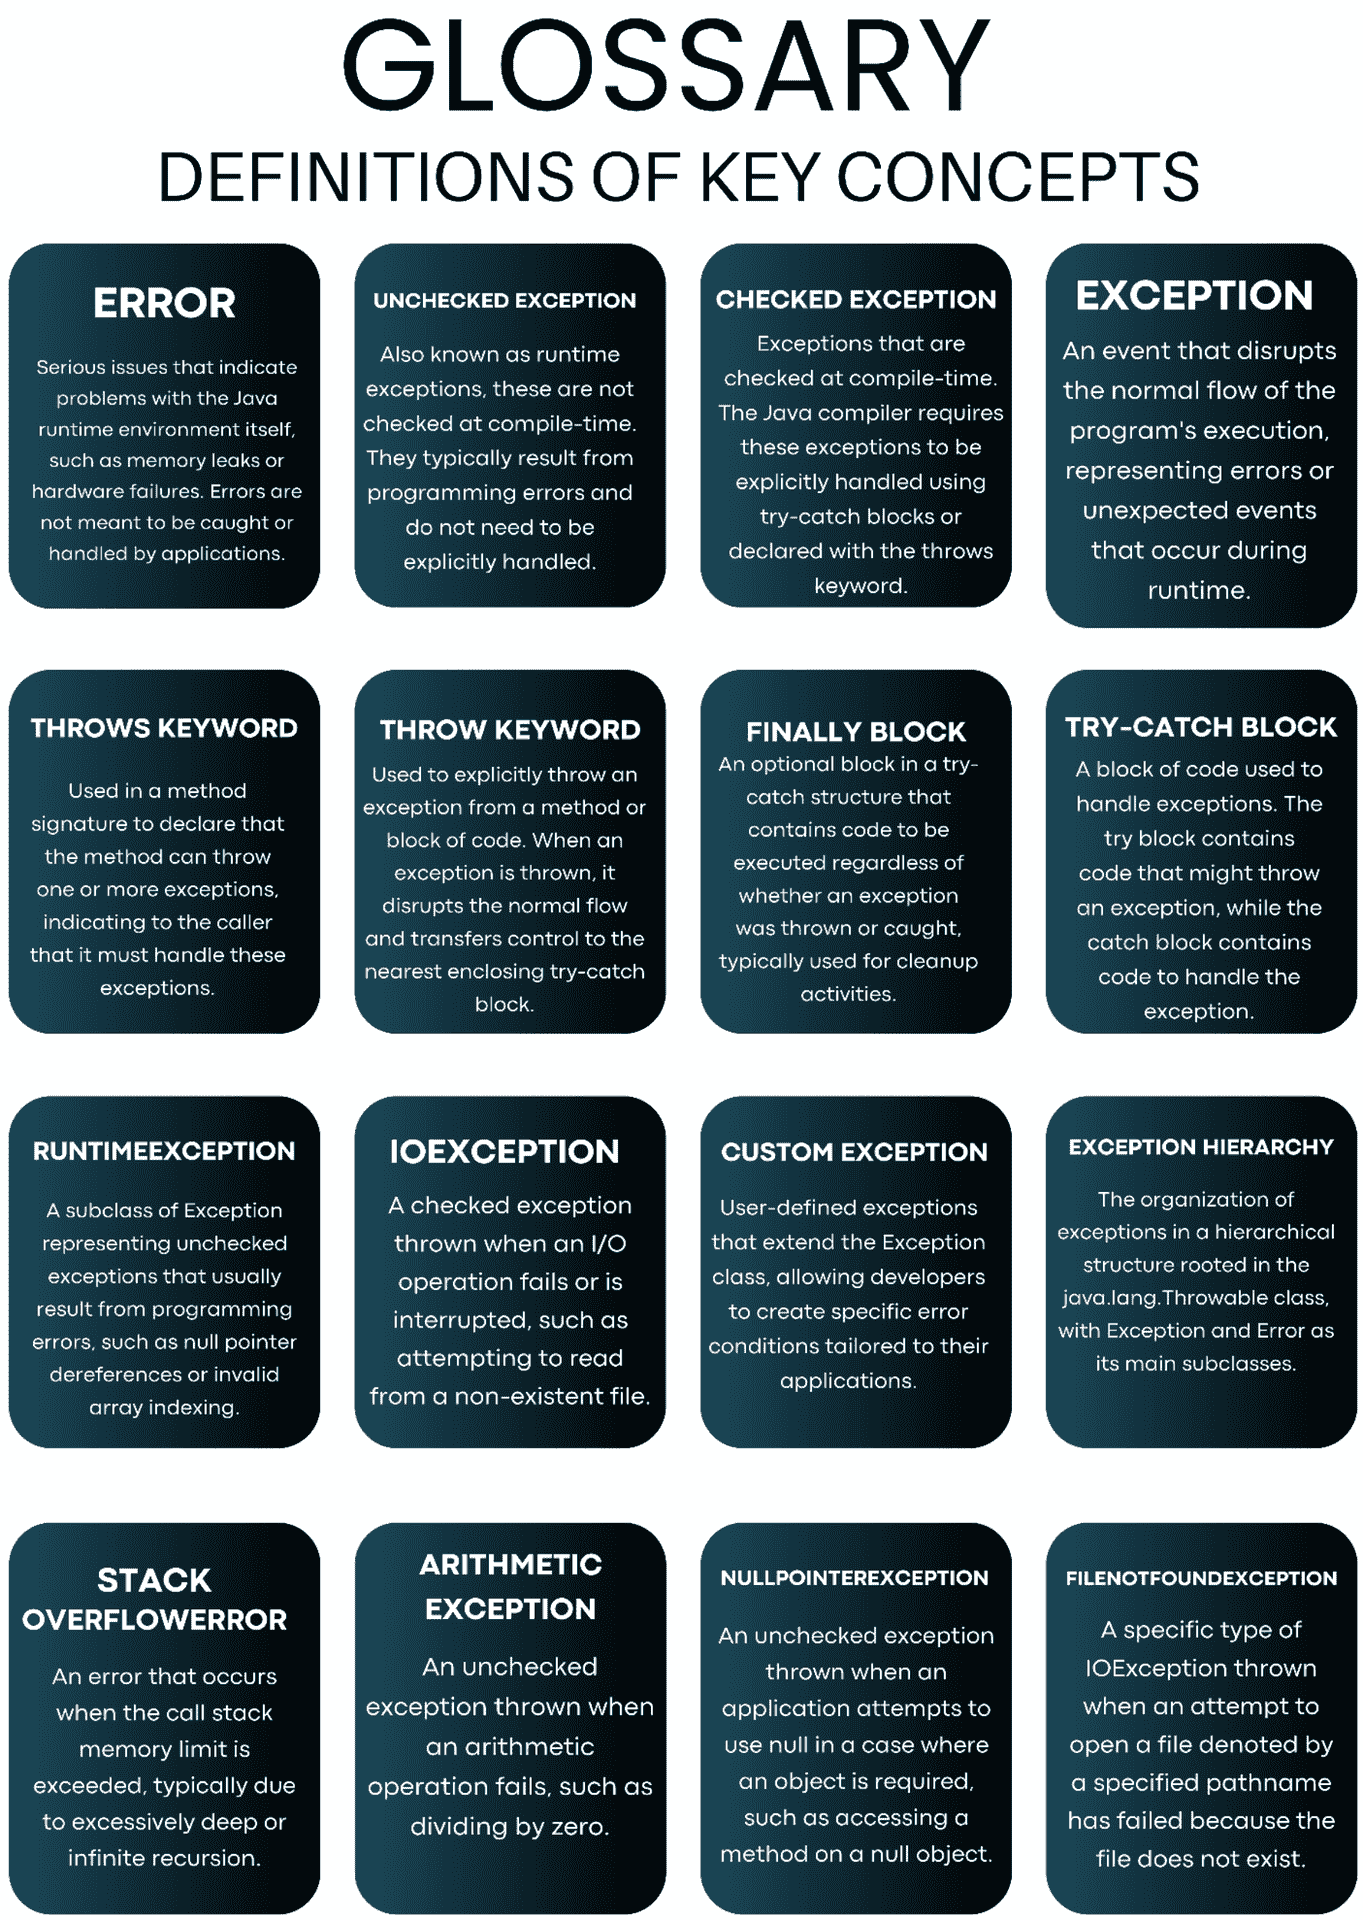 GLOSSARY
DEFINITIONS OF KEY CONCEPTS
ERROR
Serious issues that indicate
problems with the Java
runtime environment itself,
such as memory leaks or
hardware failures. Errors are
not meant to be caught or
handled by applications.
UNCHECKED EXCEPTION
Also known as runtime
exceptions, these are not
checked at compile-time.
They typically result from
programming errors and
do not need to be
explicitly handled.
CHECKED EXCEPTION
Exceptions that are
checked at compile-time.
The Java compiler requires
these exceptions to be
explicitly handled using
try-catch blocks or
declared with the throws
keyword.
EXCEPTION
An event that disrupts
the normal flow of the
program's execution,
representing errors or
unexpected events
that occur during
runtime.
THROWS KEYWORD
Used in a method
signature to declare that
the method can throw
one or more exceptions,
indicating to the caller
that it must handle these
exceptions.
THROW KEYWORD
Used to explicitly throw an
exception from a method or
block of code. When an
exception is thrown, it
disrupts the normal flow
and transfers control to the
nearest enclosing try-catch
block.
FINALLY BLOCK
An optional block in a try-
catch structure that
contains code to be
executed regardless of
whether an exception
was thrown or caught,
typically used for cleanup
activities.
TRY-CATCH BLOCK
A block of code used to
handle exceptions. The
try block contains
code that might throw
an exception, while the
catch block contains
code to handle the
exception.
RUNTIMEEXCEPTION
A subclass of Exception
representing unchecked
exceptions that usually
result from programming
errors, such as null pointer
dereferences or invalid
array indexing.
IOEXCEPTION
A checked exception
thrown when an I/O
operation fails or is
interrupted, such as
attempting to read
from a non-existent file.
CUSTOM EXCEPTION
User-defined exceptions
that extend the Exception
class, allowing developers
to create specific error
conditions tailored to their
applications.
EXCEPTION HIERARCHY
The organization of
exceptions in a hierarchical
structure rooted in the
java.lang.Throwable class,
with Exception and Error as
its main subclasses.
STACK
OVERFLOWERROR
An error that occurs
when the call stack
memory limit is
exceeded, typically due
to excessively deep or
infinite recursion.
ARITHMETIC
EXCEPTION
An unchecked
exception thrown when
an arithmetic
operation fails, such as
dividing by zero.
NULLPOINTEREXCEPTION
An unchecked exception
thrown when an
application attempts to
use null in a case where
an object is required,
such as accessing a
method on a null object.
FILENOTFOUNDEXCEPTION
A specific type of
IOException thrown
when an attempt to
open a file denoted by
a specified pathname
has failed because the
file does not exist.